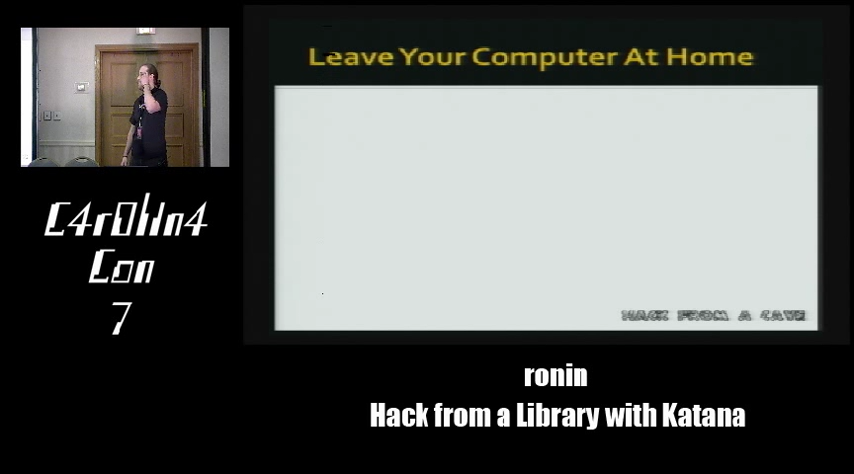 Leave Your Computer At Home
HACK FROM A CAVE
C4r0l1n4
Con
7
ronin
Hack from a Library with Katana